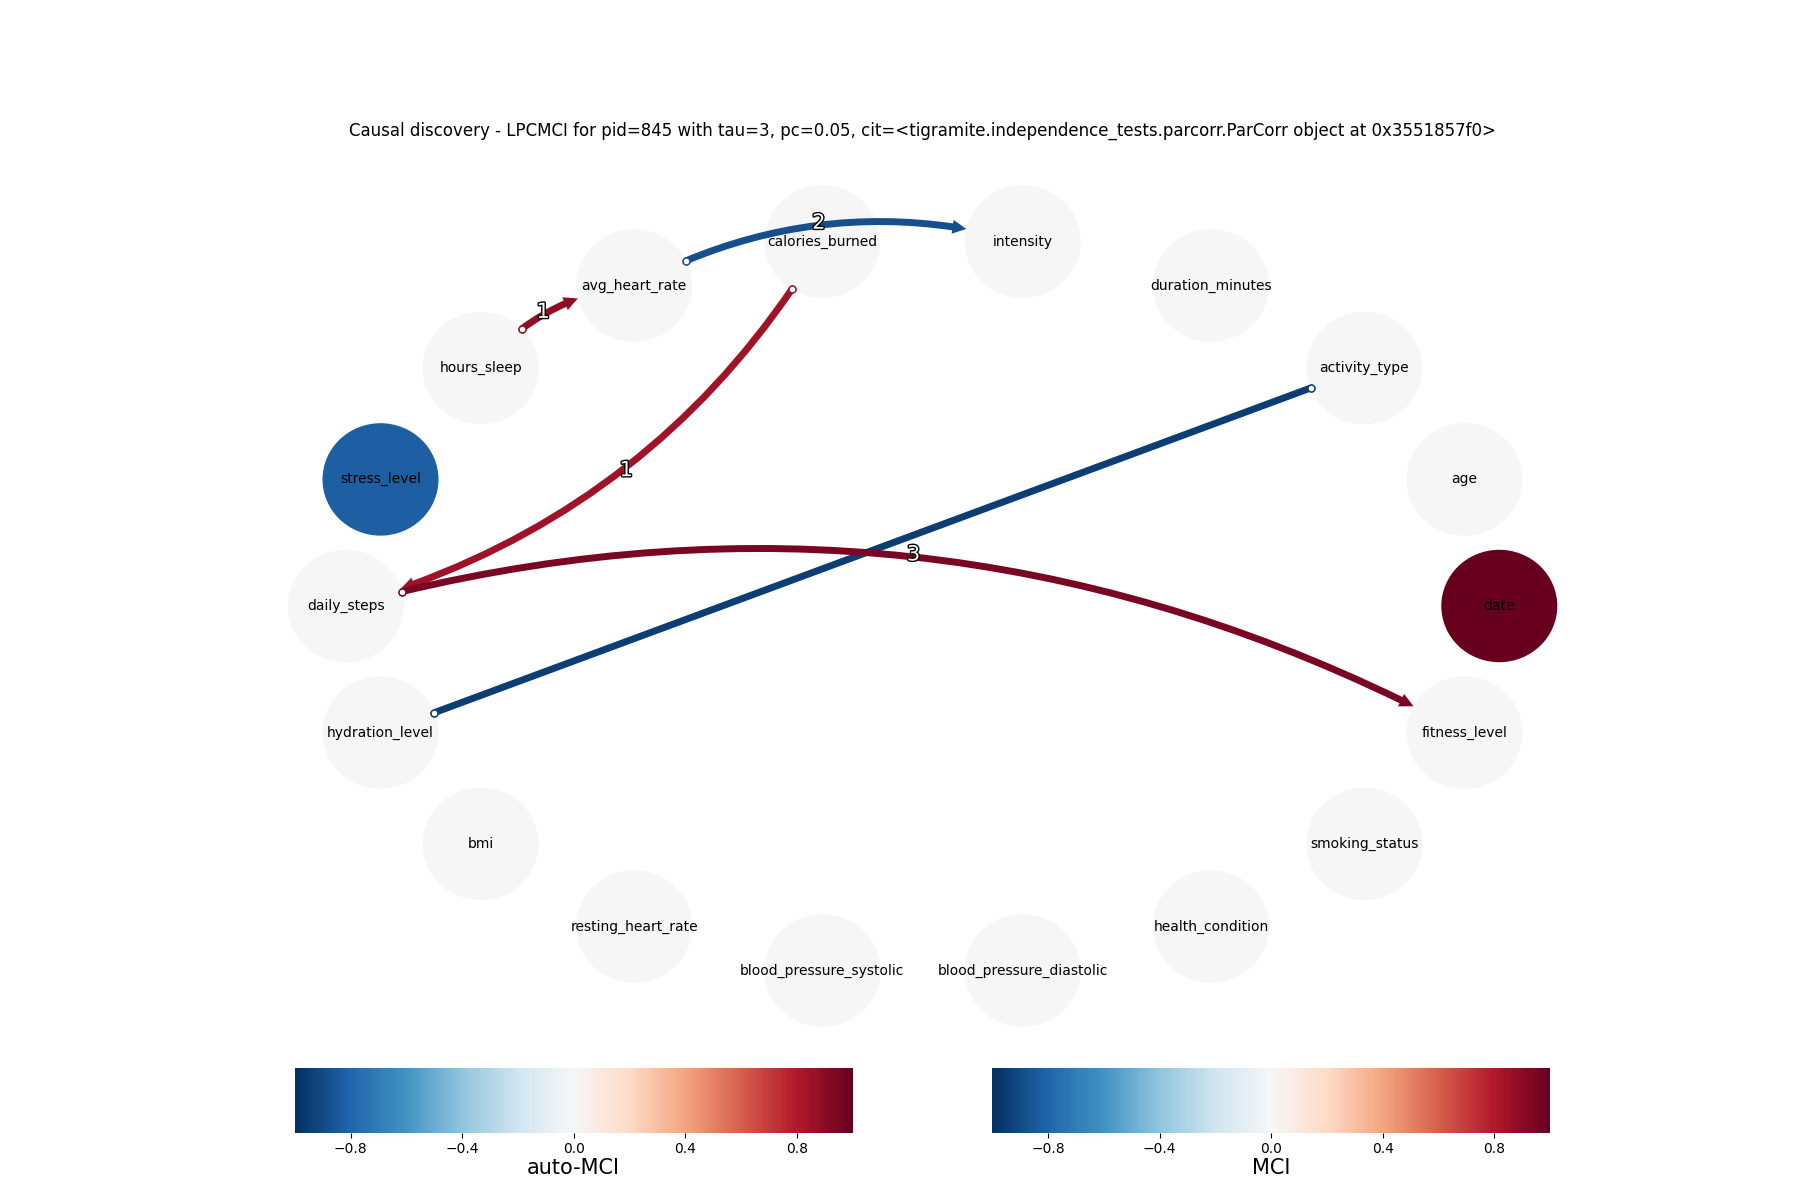 Causal discovery - LPCMCI for pid=845 with tau=3, pc=0.05, cit=<tigramite.independence_tests.parcorr.ParCorr object at 0x3551857f0>
2
calories_burned
intensity
avg_heart_rate
duration_minutes
1
hours_sleep
activity_type
1
stress_level
age
3
daily_steps
date
hydration_level
fitness_level
bmi
smoking_status
resting_heart_rate
health_condition
blood_pressure_systolic
blood_pressure_diastolic
−0.8 −0.4 0.0 0.4 0.8
auto-MCI
−0.8 −0.4 0.0 0.4 0.8
MCI